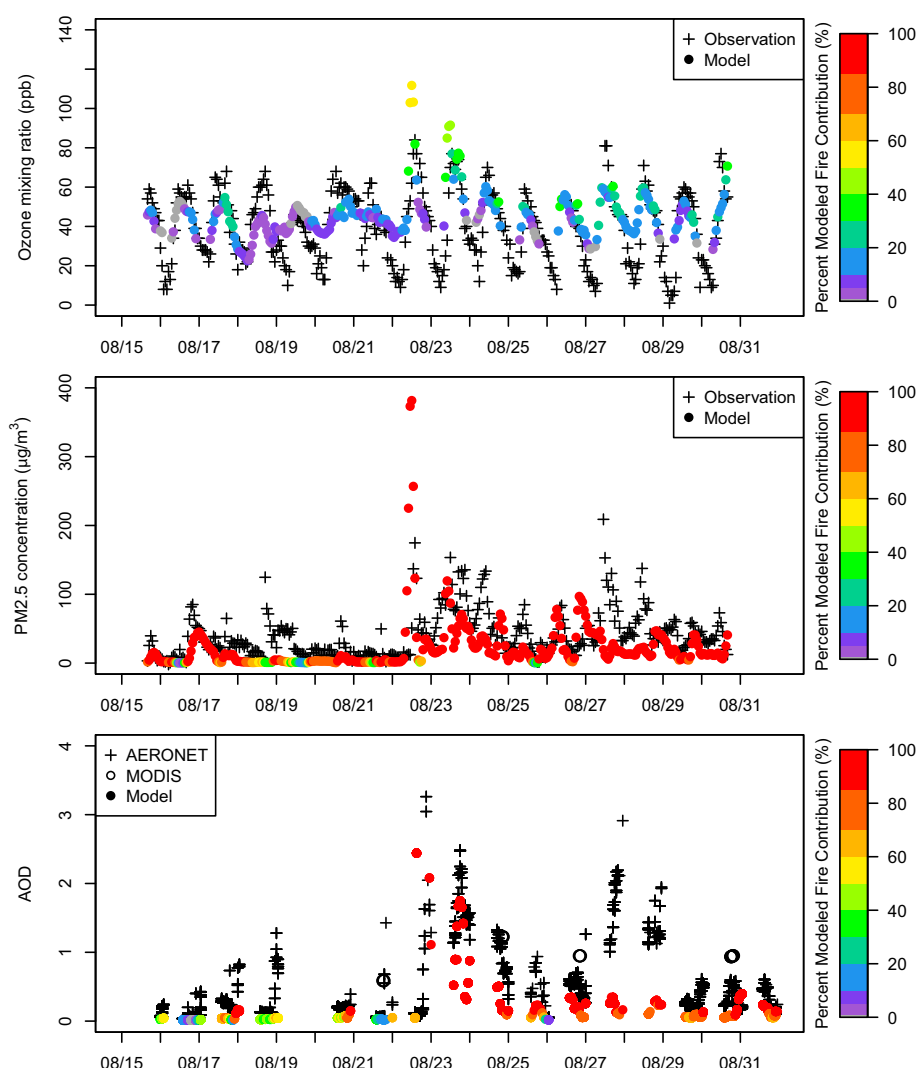 Ozone mixing ratio (ppb)
140
100
80
60
40
20
0
+ Observation
● Model
08/15 08/17 08/19 08/21 08/23 08/25 08/27 08/29 08/31
Percent Modeled Fire Contribution (%)
100
80
60
40
20
0
PM2.5 concentration (µg/m³)
400
300
200
100
0
+ Observation
● Model
08/15 08/17 08/19 08/21 08/23 08/25 08/27 08/29 08/31
Percent Modeled Fire Contribution (%)
100
80
60
40
20
0
AOD
4
3
2
1
0
+ AERONET
○ MODIS
● Model
08/15 08/17 08/19 08/21 08/23 08/25 08/27 08/29 08/31
Percent Modeled Fire Contribution (%)
100
80
60
40
20
0